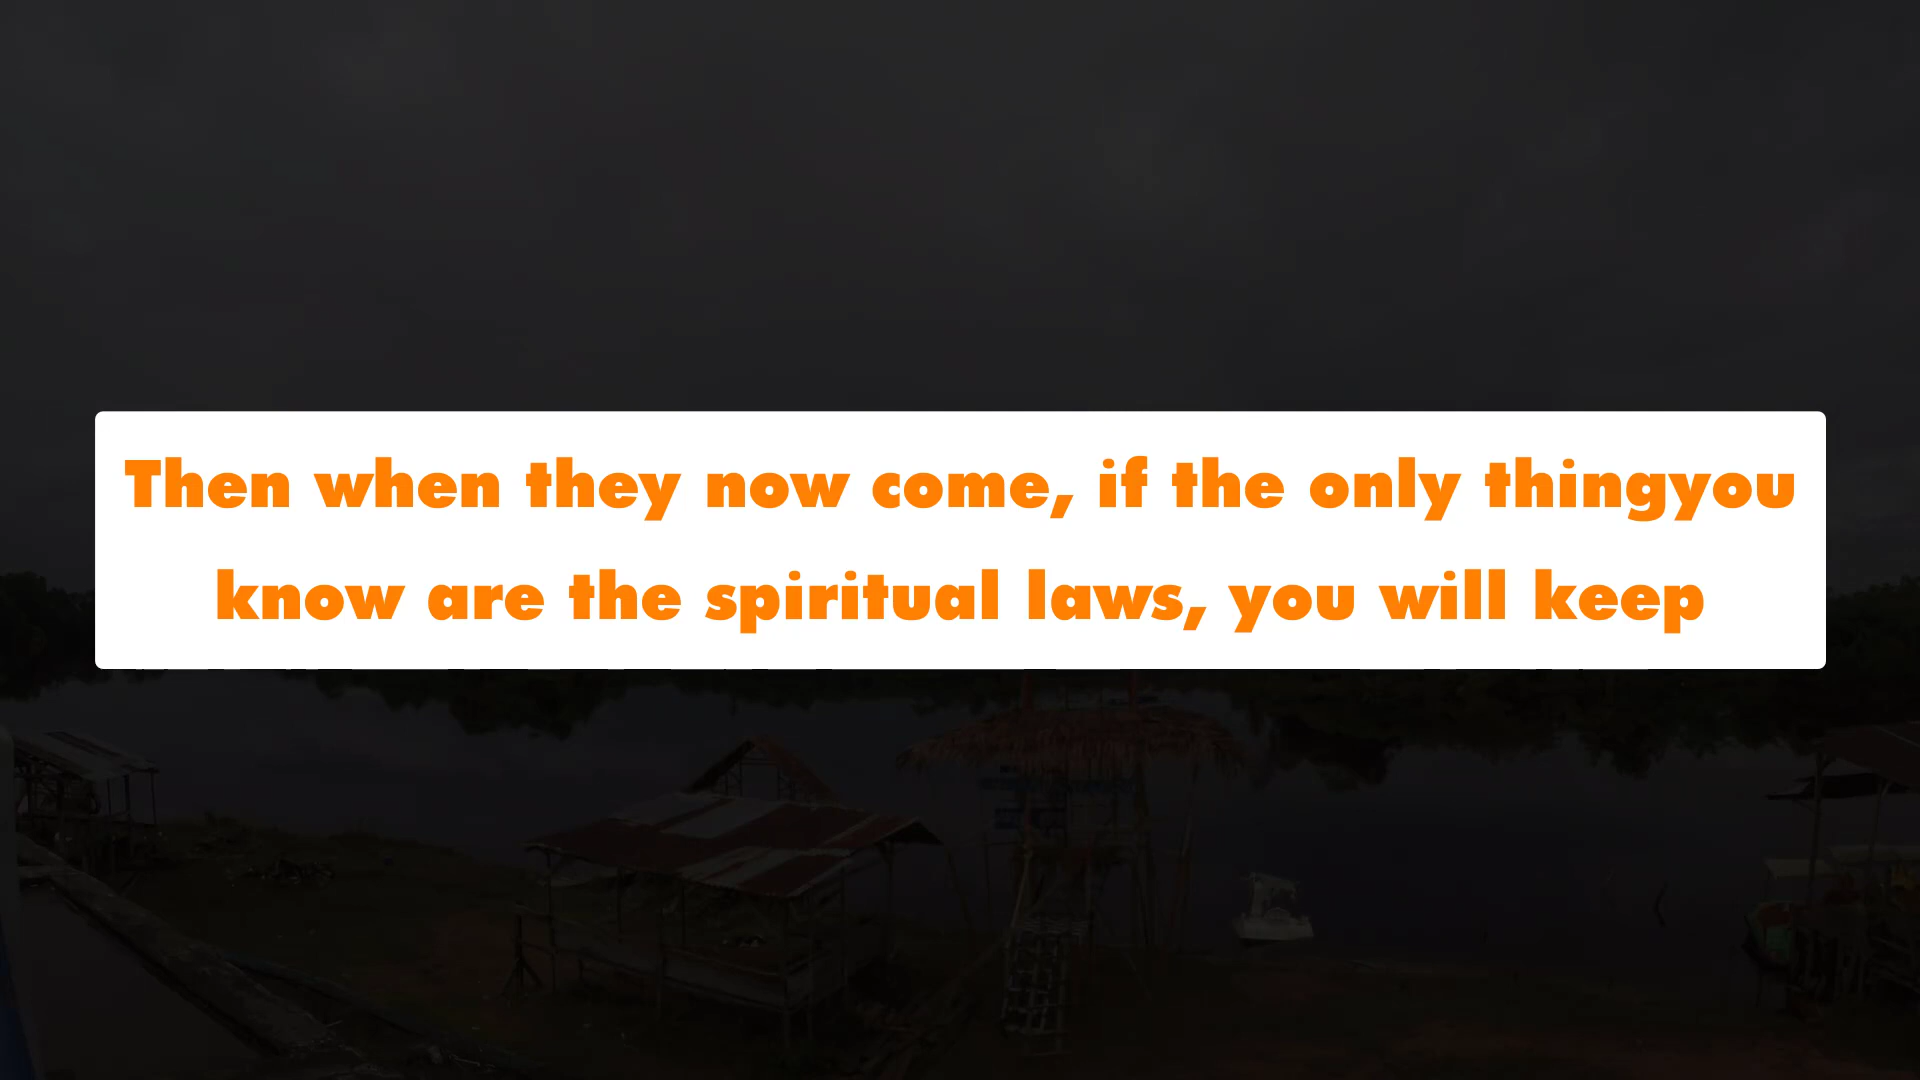 Then when they now come, if the only thingyou
know are the spiritual laws, you will keep